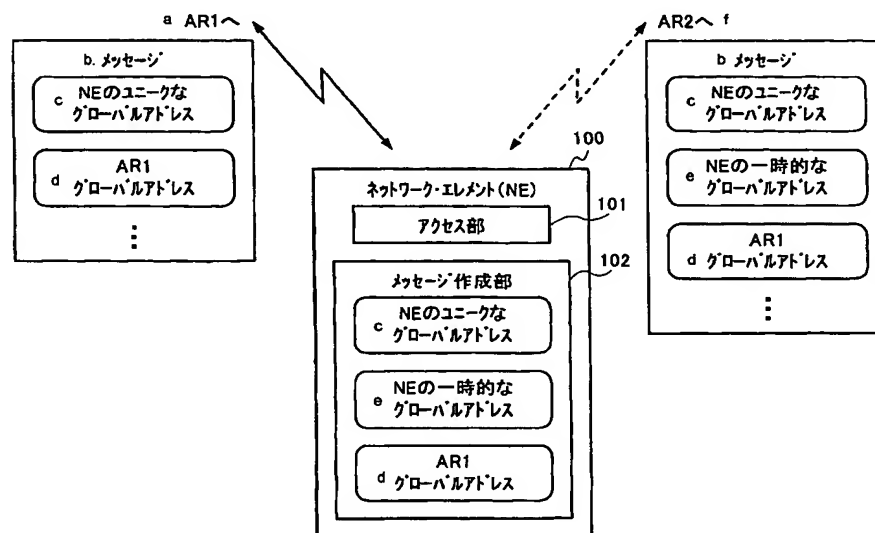 a AR1へ
b. メッセージ
c NEのユニークな
グローバルアドレス
d AR1
グローバルアドレス
⋮
AR2へ f
b メッセージ
c NEのユニークな
グローバルアドレス
e NEの一時的な
グローバルアドレス
AR1
d グローバルアドレス
⋮
100
ネットワーク・エレメント(NE)
101
アクセス部
102
メッセージ作成部
c NEのユニークな
グローバルアドレス
e NEの一時的な
グローバルアドレス
AR1
d グローバルアドレス